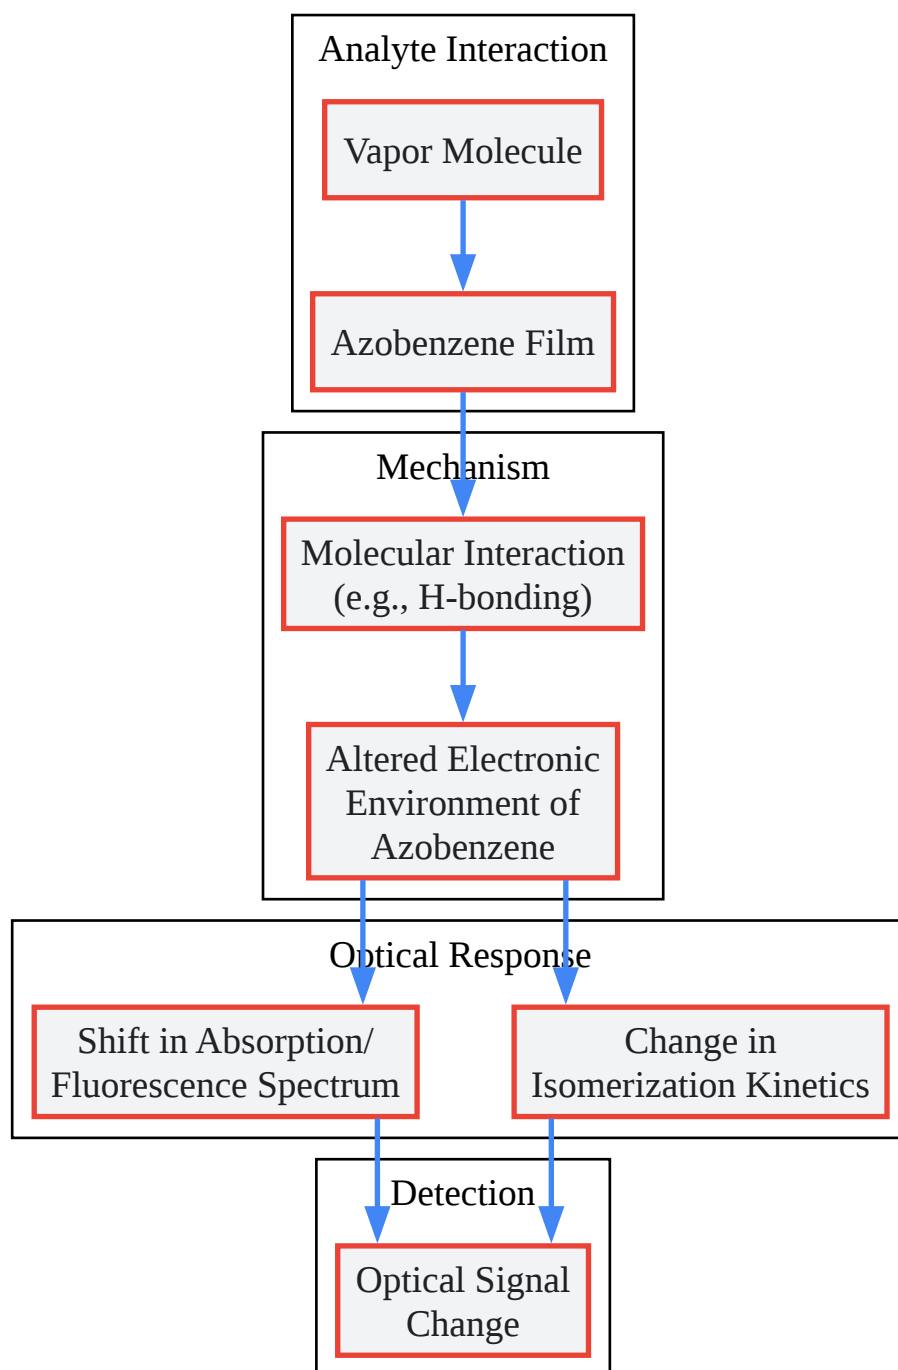 Analyte Interaction
Vapor Molecule
Azobenzene Film
Mechanism
Molecular Interaction
(e.g., H-bonding)
Altered Electronic
Environment of
Azobenzene
Optical Response
Shift in Absorption/
Fluorescence Spectrum
Change in
Isomerization Kinetics
Detection
Optical Signal
Change